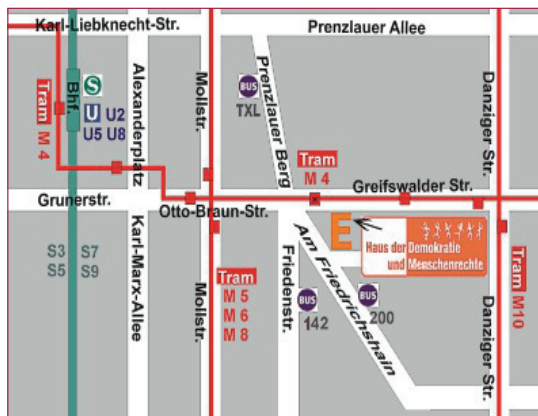 Karl-Liebknecht-Str.
Prenzlauer Allee
Tram
M 4
Bhf.
S
U U2
U5 U8
Alexanderplatz
Mollstr.
BUS
TXL
Prenzlauer Berg
Tram
M 4
Danziger Str.
Greifswalder Str.
Grunerstr.
Otto-Braun-Str.
E
Haus der Demokratie
und Menschenrechte
S3 S7
S5 S9
Karl-Marx-Allee
Mollstr.
Tram
M 5
M 6
M 8
Friedenstr.
Am Friedrichshain
BUS
142
BUS
200
Danziger Str.
Tram M10